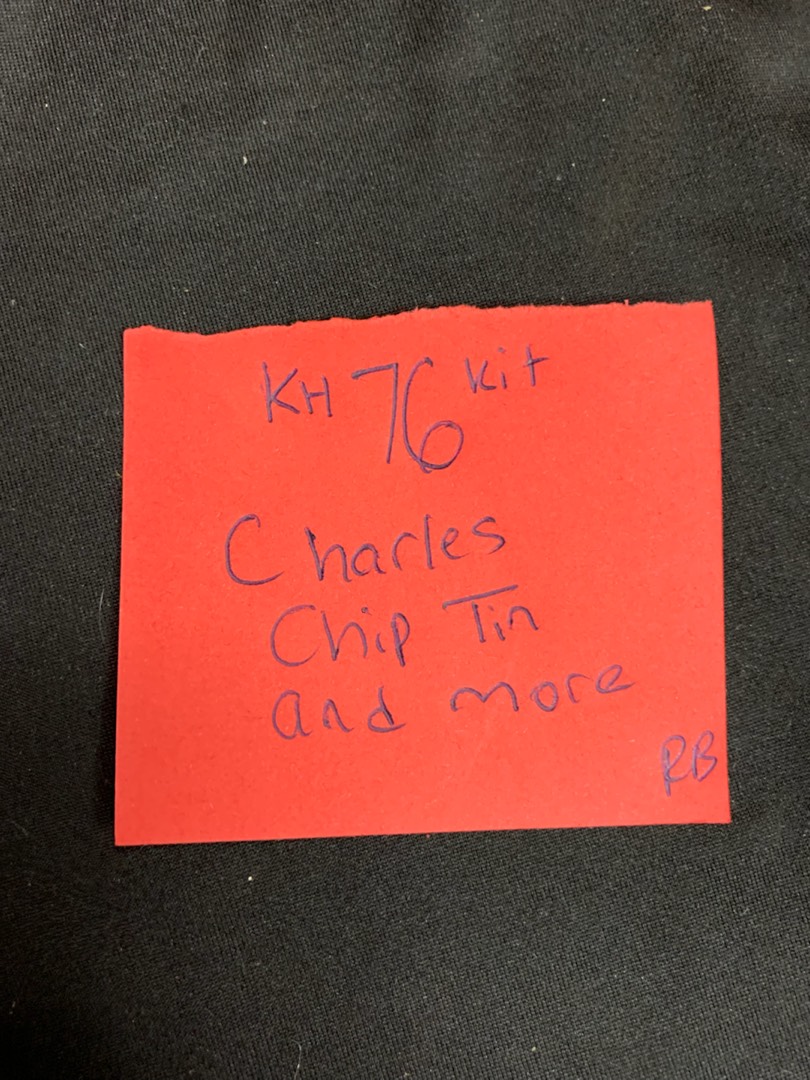 KH 76 Kit
Charles
Chip Tin
and more
RB